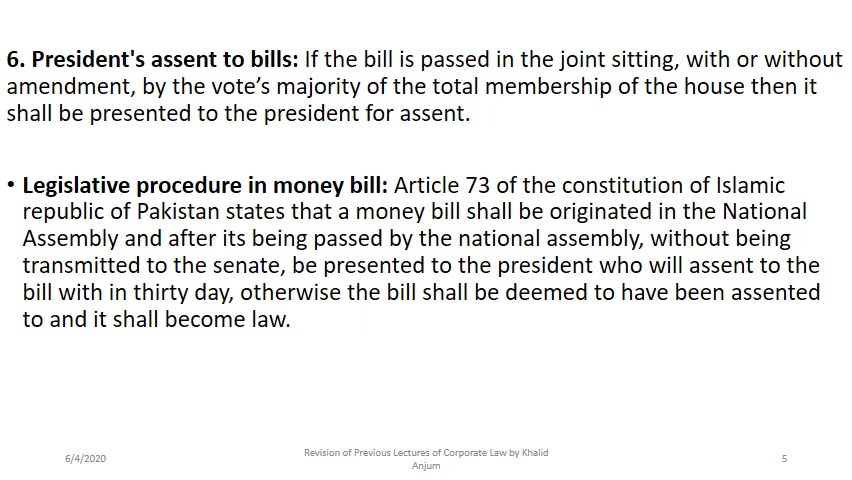 6. President's assent to bills: If the bill is passed in the joint sitting, with or without
amendment, by the vote’s majority of the total membership of the house then it
shall be presented to the president for assent.
• Legislative procedure in money bill: Article 73 of the constitution of Islamic
republic of Pakistan states that a money bill shall be originated in the National
Assembly and after its being passed by the national assembly, without being
transmitted to the senate, be presented to the president who will assent to the
bill with in thirty day, otherwise the bill shall be deemed to have been assented
to and it shall become law.
6/4/2020
Revision of Previous Lectures of Corporate Law by Khalid
Anjum
5